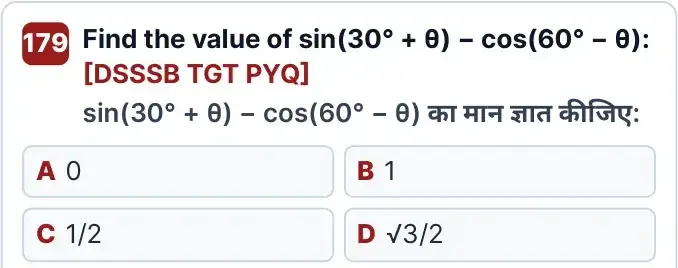 179 Find the value of sin(30° + θ) − cos(60° − θ):
[DSSSB TGT PYQ]
sin(30° + θ) − cos(60° − θ) का मान ज्ञात कीजिए:
A 0
B 1
C 1/2
D √3/2